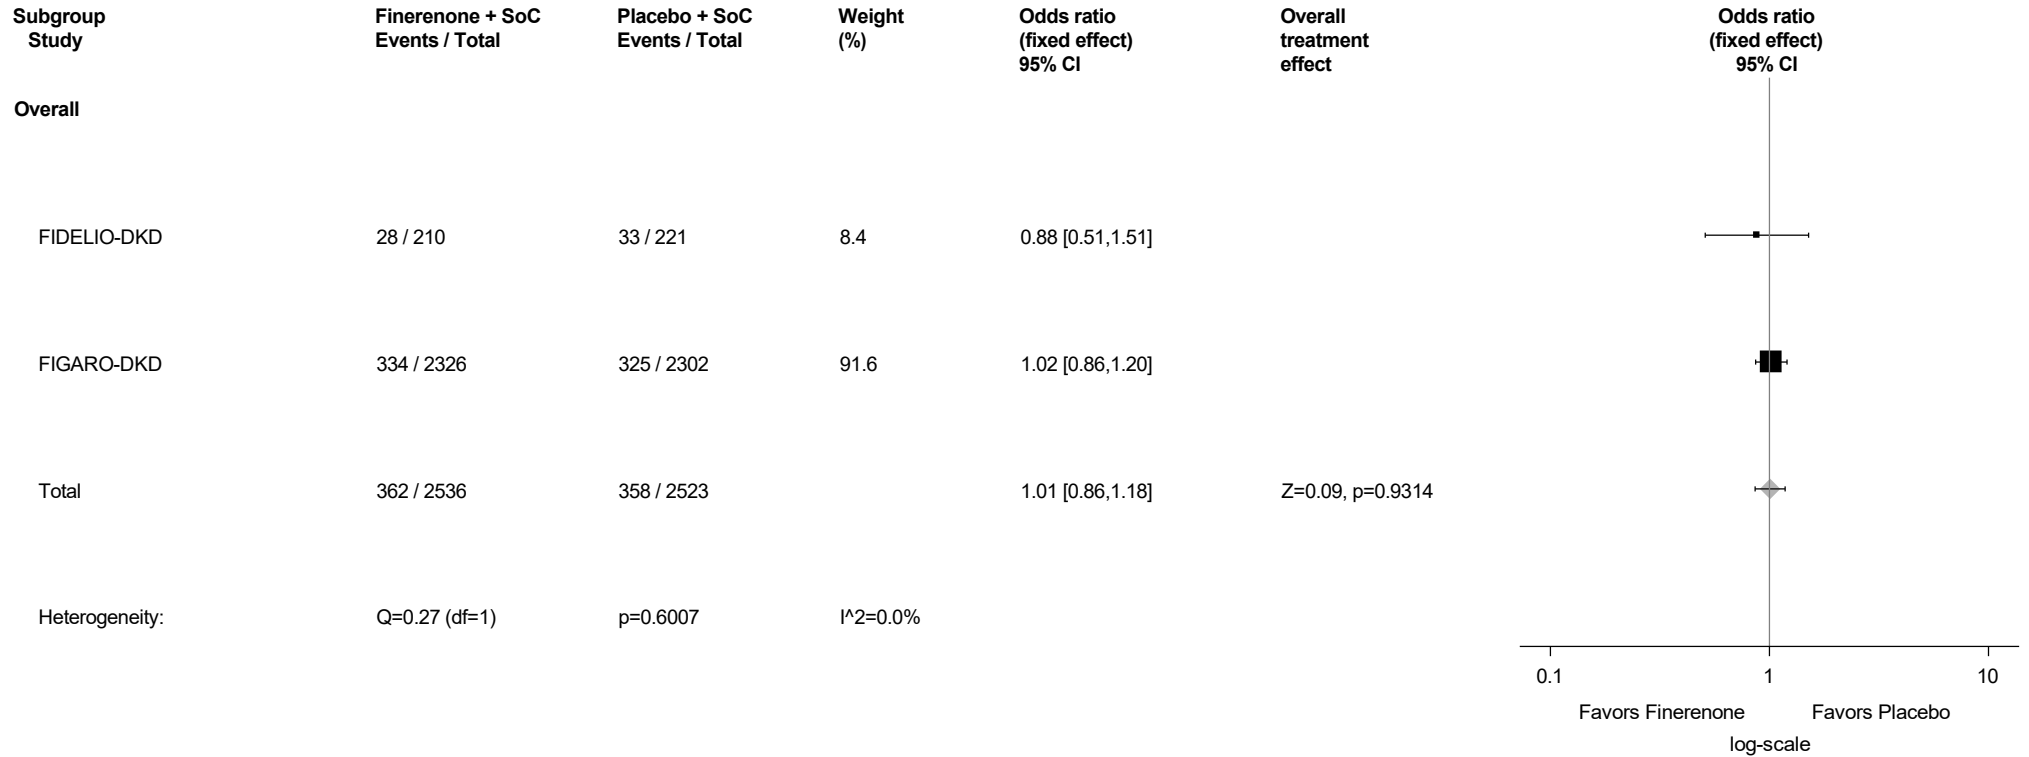 Subgroup Finerenone + SoC Placebo + SoC Weight Odds ratio Overall Odds ratio
Study Events / Total Events / Total (%) (fixed effect) treatment (fixed effect)
95% CI effect 95% CI
Overall
FIDELIO-DKD 28 / 210 33 / 221 8.4 0.88 [0.51,1.51]
FIGARO-DKD 334 / 2326 325 / 2302 91.6 1.02 [0.86,1.20]
Total 362 / 2536 358 / 2523 1.01 [0.86,1.18] Z=0.09, p=0.9314
Heterogeneity: Q=0.27 (df=1) p=0.6007 I^2=0.0%
0.1 1 10
Favors Finerenone Favors Placebo
log-scale